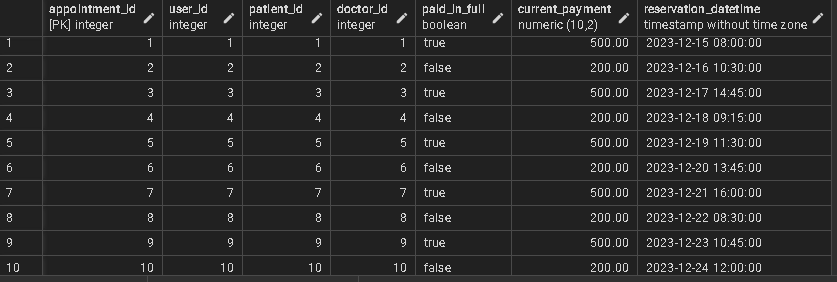 appointment_id user_id patient_id doctor_id paid_in_full current_payment reservation_datetime
[PK] integer integer integer integer boolean numeric (10,2) timestamp without time zone
1 1 1 1 1 true 500.00 2023-12-15 08:00:00
2 2 2 2 2 false 200.00 2023-12-16 10:30:00
3 3 3 3 3 true 500.00 2023-12-17 14:45:00
4 4 4 4 4 false 200.00 2023-12-18 09:15:00
5 5 5 5 5 true 500.00 2023-12-19 11:30:00
6 6 6 6 6 false 200.00 2023-12-20 13:45:00
7 7 7 7 7 true 500.00 2023-12-21 16:00:00
8 8 8 8 8 false 200.00 2023-12-22 08:30:00
9 9 9 9 9 true 500.00 2023-12-23 10:45:00
10 10 10 10 10 false 200.00 2023-12-24 12:00:00